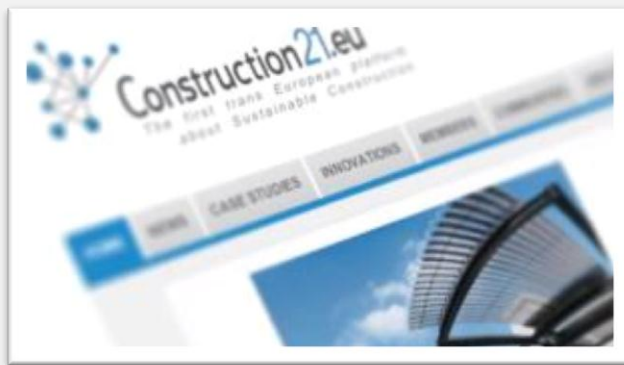 Construction21.eu
The first trans European platform
about Sustainable Construction
HOME NEWS CASE STUDIES INNOVATIONS MEMBERS COMMUNITIES